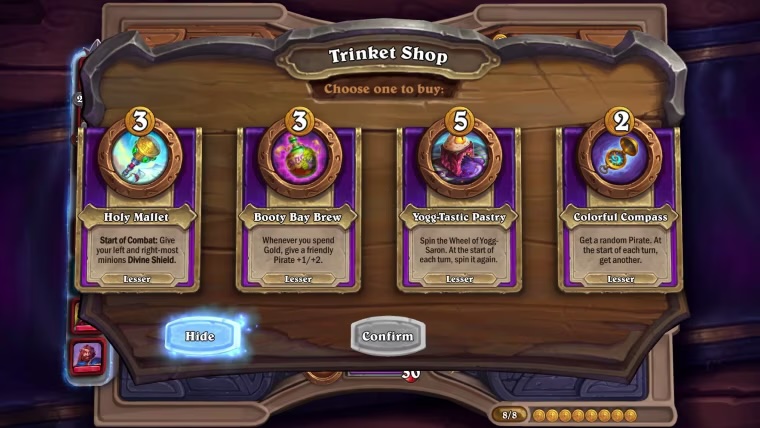 Trinket Shop
Choose one to buy:
3
3
5
2
Holy Mallet
Booty Bay Brew
Yogg-Tastic Pastry
Colorful Compass
Start of Combat: Give
your left and right-most
minions Divine Shield.
Whenever you spend
Gold, give a friendly
Pirate +1/+2.
Spin the Wheel of Yogg-
Saron. At the start of
each turn, spin it again.
Get a random Pirate. At
the start of each turn,
get another.
Lesser
Lesser
Lesser
Lesser
Hide
Confirm
30
8/8